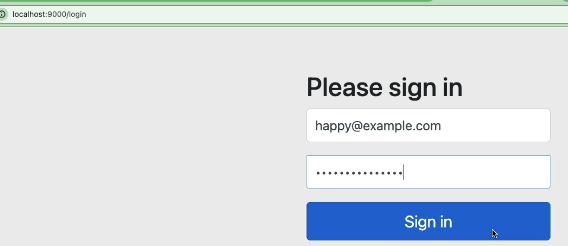 localhost:9000/login
Please sign in
happy@example.com
•••••••••••••••
Sign in